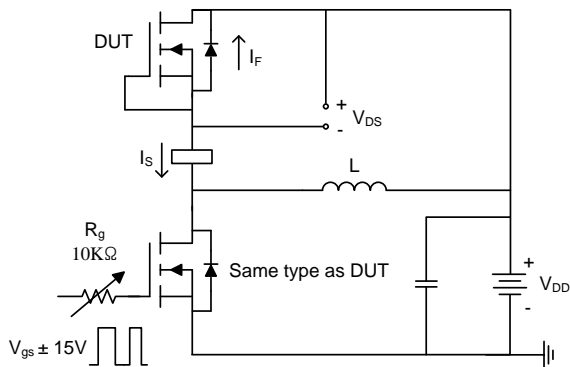 DUT
I_F
+
V_DS
-
I_S
L
R_g
10KΩ
Same type as DUT
+
V_DD
-
V_gs ± 15V